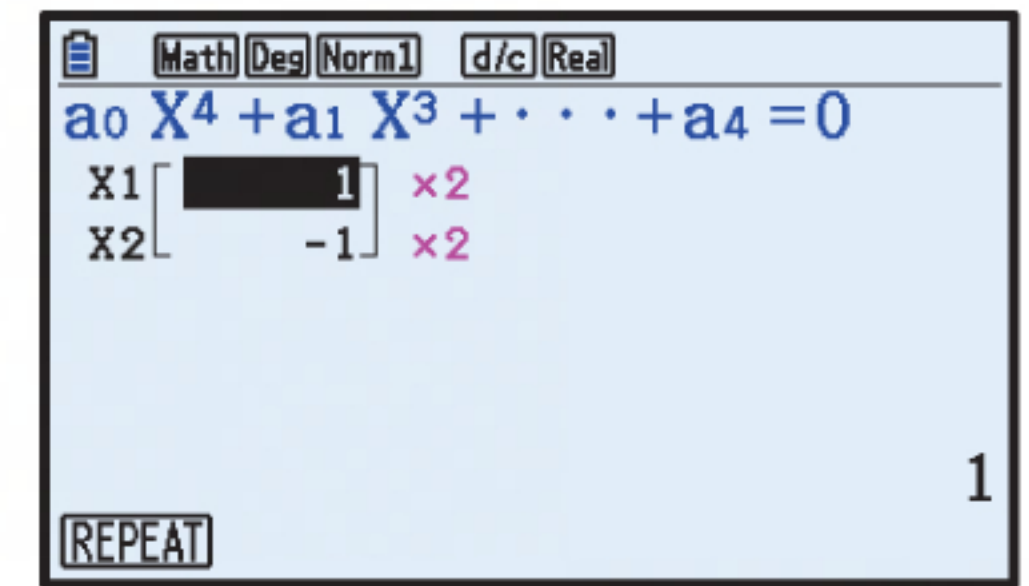 Math Deg Norm1 d/c Real
a₀ X⁴ + a₁ X³ + · · · + a₄ = 0
X1[ 1] ×2
X2[ -1] ×2
1
REPEAT